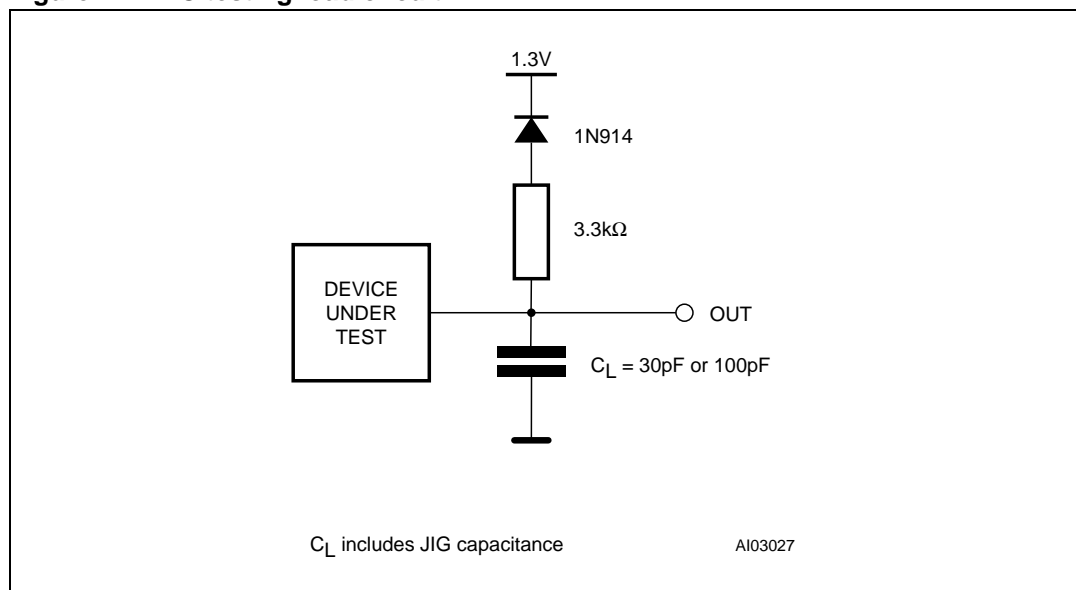 1.3V
1N914
3.3kΩ
DEVICE
UNDER
TEST
OUT
CL = 30pF or 100pF
CL includes JIG capacitance
AI03027